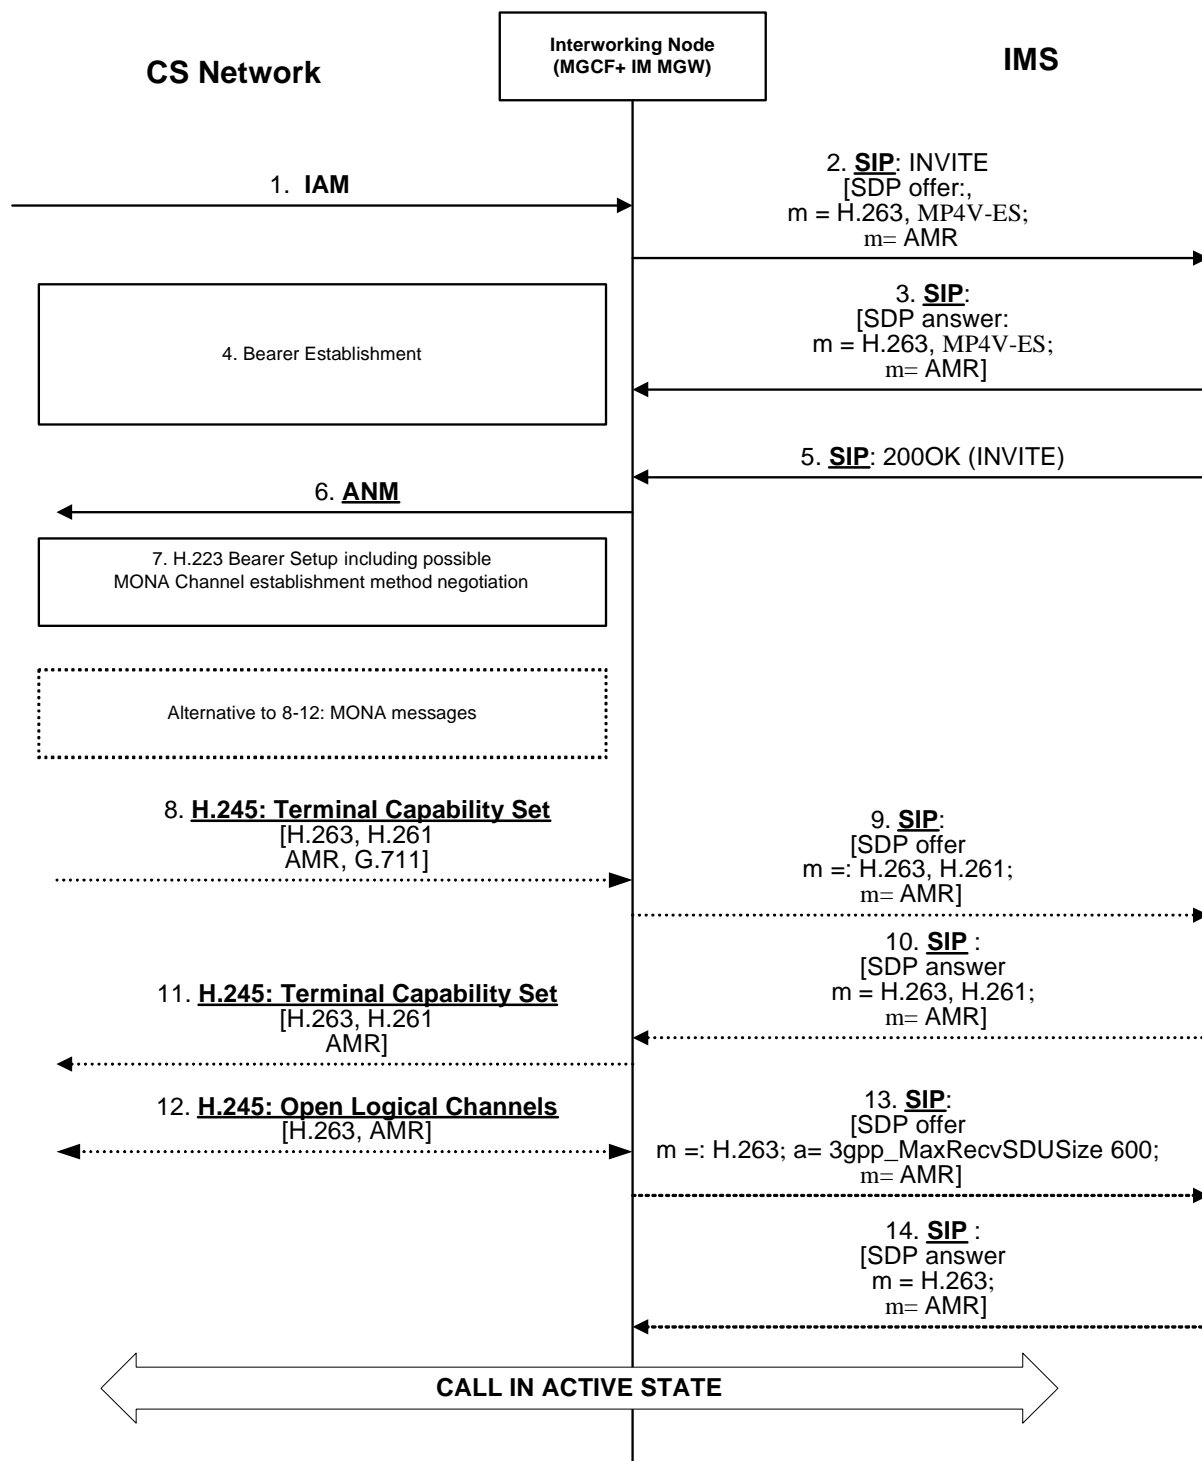 Interworking Node
(MGCF+ IM MGW)
CS Network
IMS
1. IAM
2. SIP: INVITE
[SDP offer:,
m = H.263, MP4V-ES;
m= AMR
3. SIP:
[SDP answer:
m = H.263, MP4V-ES;
m= AMR]
4. Bearer Establishment
5. SIP: 200OK (INVITE)
6. ANM
7. H.223 Bearer Setup including possible
MONA Channel establishment method negotiation
Alternative to 8-12: MONA messages
8. H.245: Terminal Capability Set
[H.263, H.261
AMR, G.711]
9. SIP:
[SDP offer
m =: H.263, H.261;
m= AMR]
10. SIP :
[SDP answer
m = H.263, H.261;
m= AMR]
11. H.245: Terminal Capability Set
[H.263, H.261
AMR]
12. H.245: Open Logical Channels
[H.263, AMR]
13. SIP:
[SDP offer
m =: H.263; a= 3gpp_MaxRecvSDUSize 600;
m= AMR]
14. SIP :
[SDP answer
m = H.263;
m= AMR]
CALL IN ACTIVE STATE